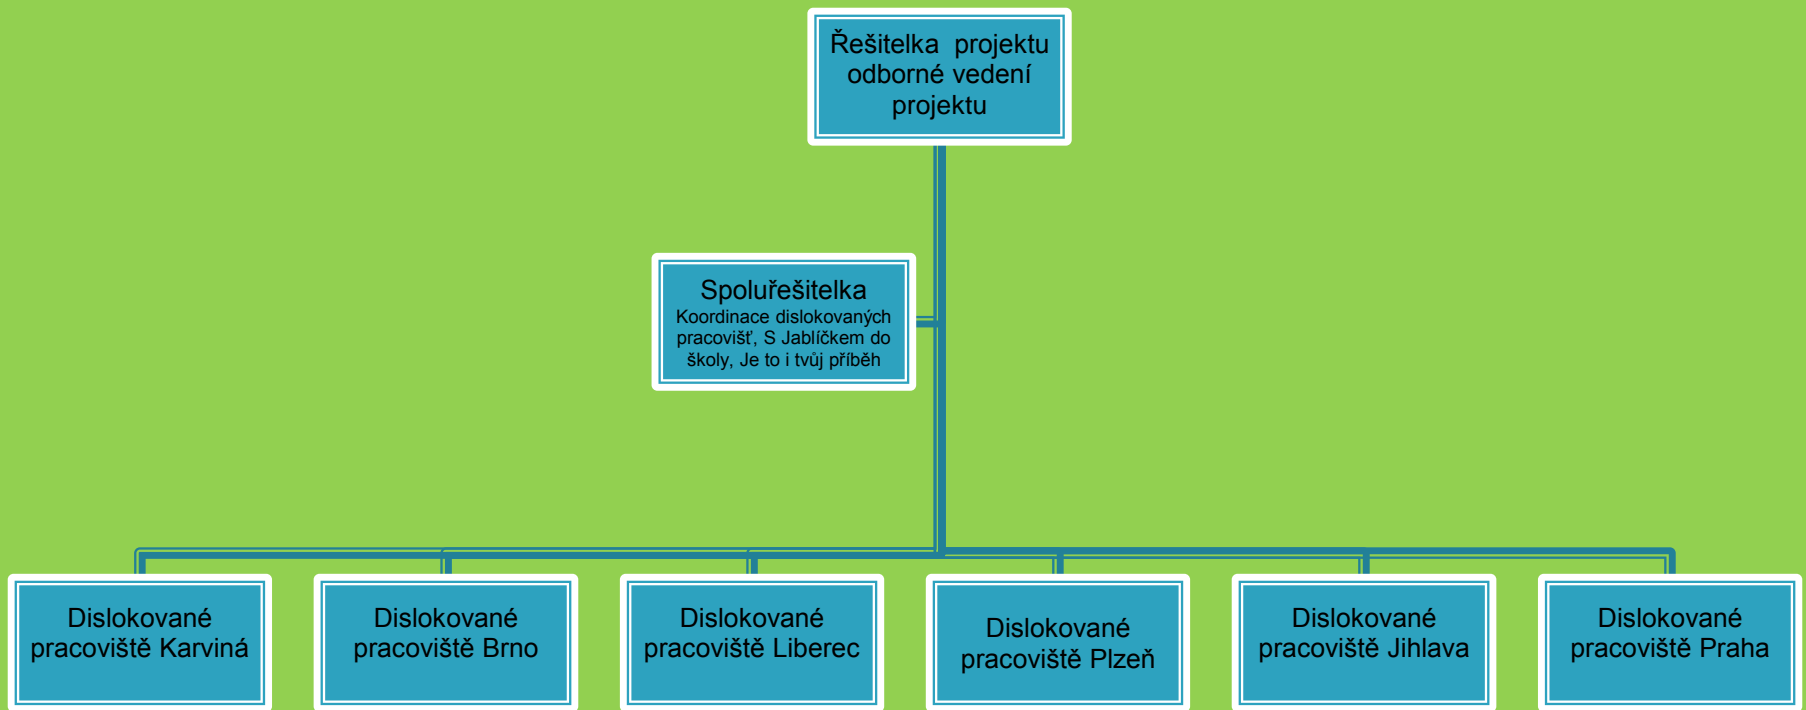 Řešitelka projektu
odborné vedení
projektu
Spoluřešitelka
Koordinace dislokovaných
pracovišť, S Jablíčkem do
školy, Je to i tvůj příběh
Dislokované
pracoviště Karviná
Dislokované
pracoviště Brno
Dislokované
pracoviště Liberec
Dislokované
pracoviště Plzeň
Dislokované
pracoviště Jihlava
Dislokované
pracoviště Praha